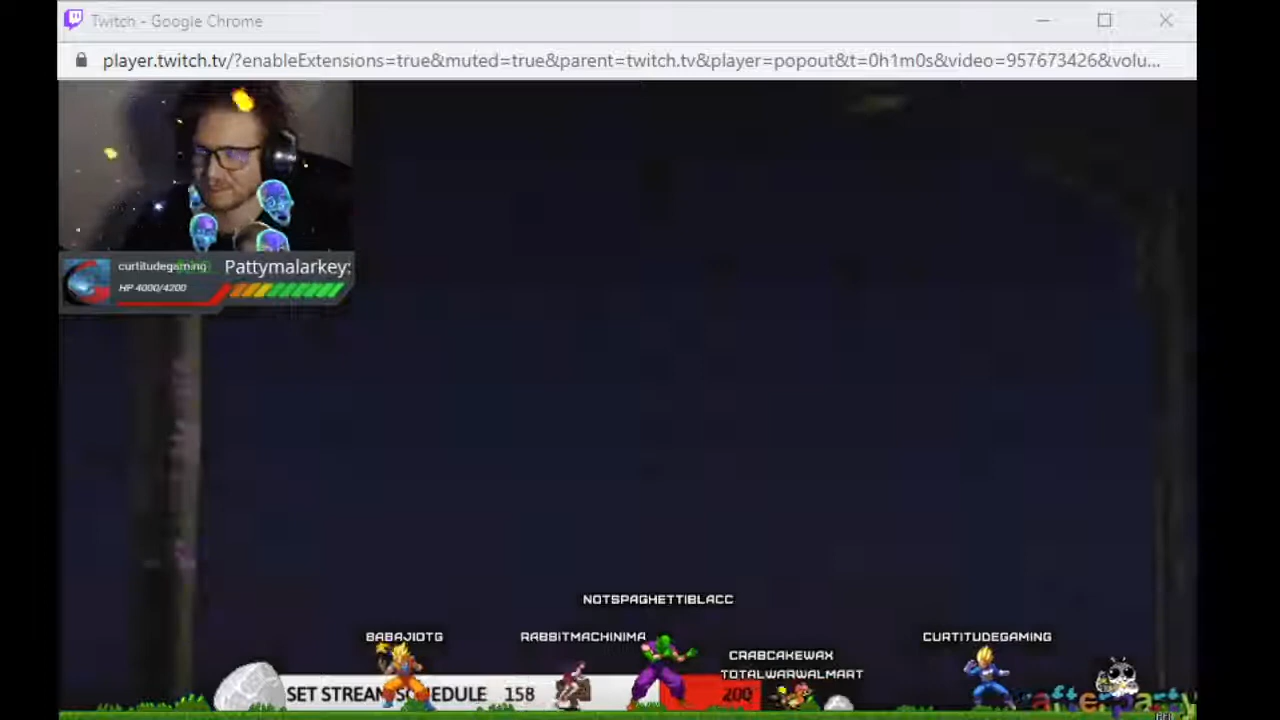 Twitch - Google Chrome
player.twitch.tv/?enableExtensions=true&muted=true&parent=twitch.tv&player=popout&t=0h1m0s&video=957673426&volu...
curtitudegaming
Pattymalarkey:
HP 4000/4200
NOTSPAGHETTIBLACC
BABAJIOTG
RABBITMACHINIMA
CURTITUDEGAMING
CRABCAKEWAX
TOTALWARWALMART
SET STREAM SCHEDULE 158
200
afterparty